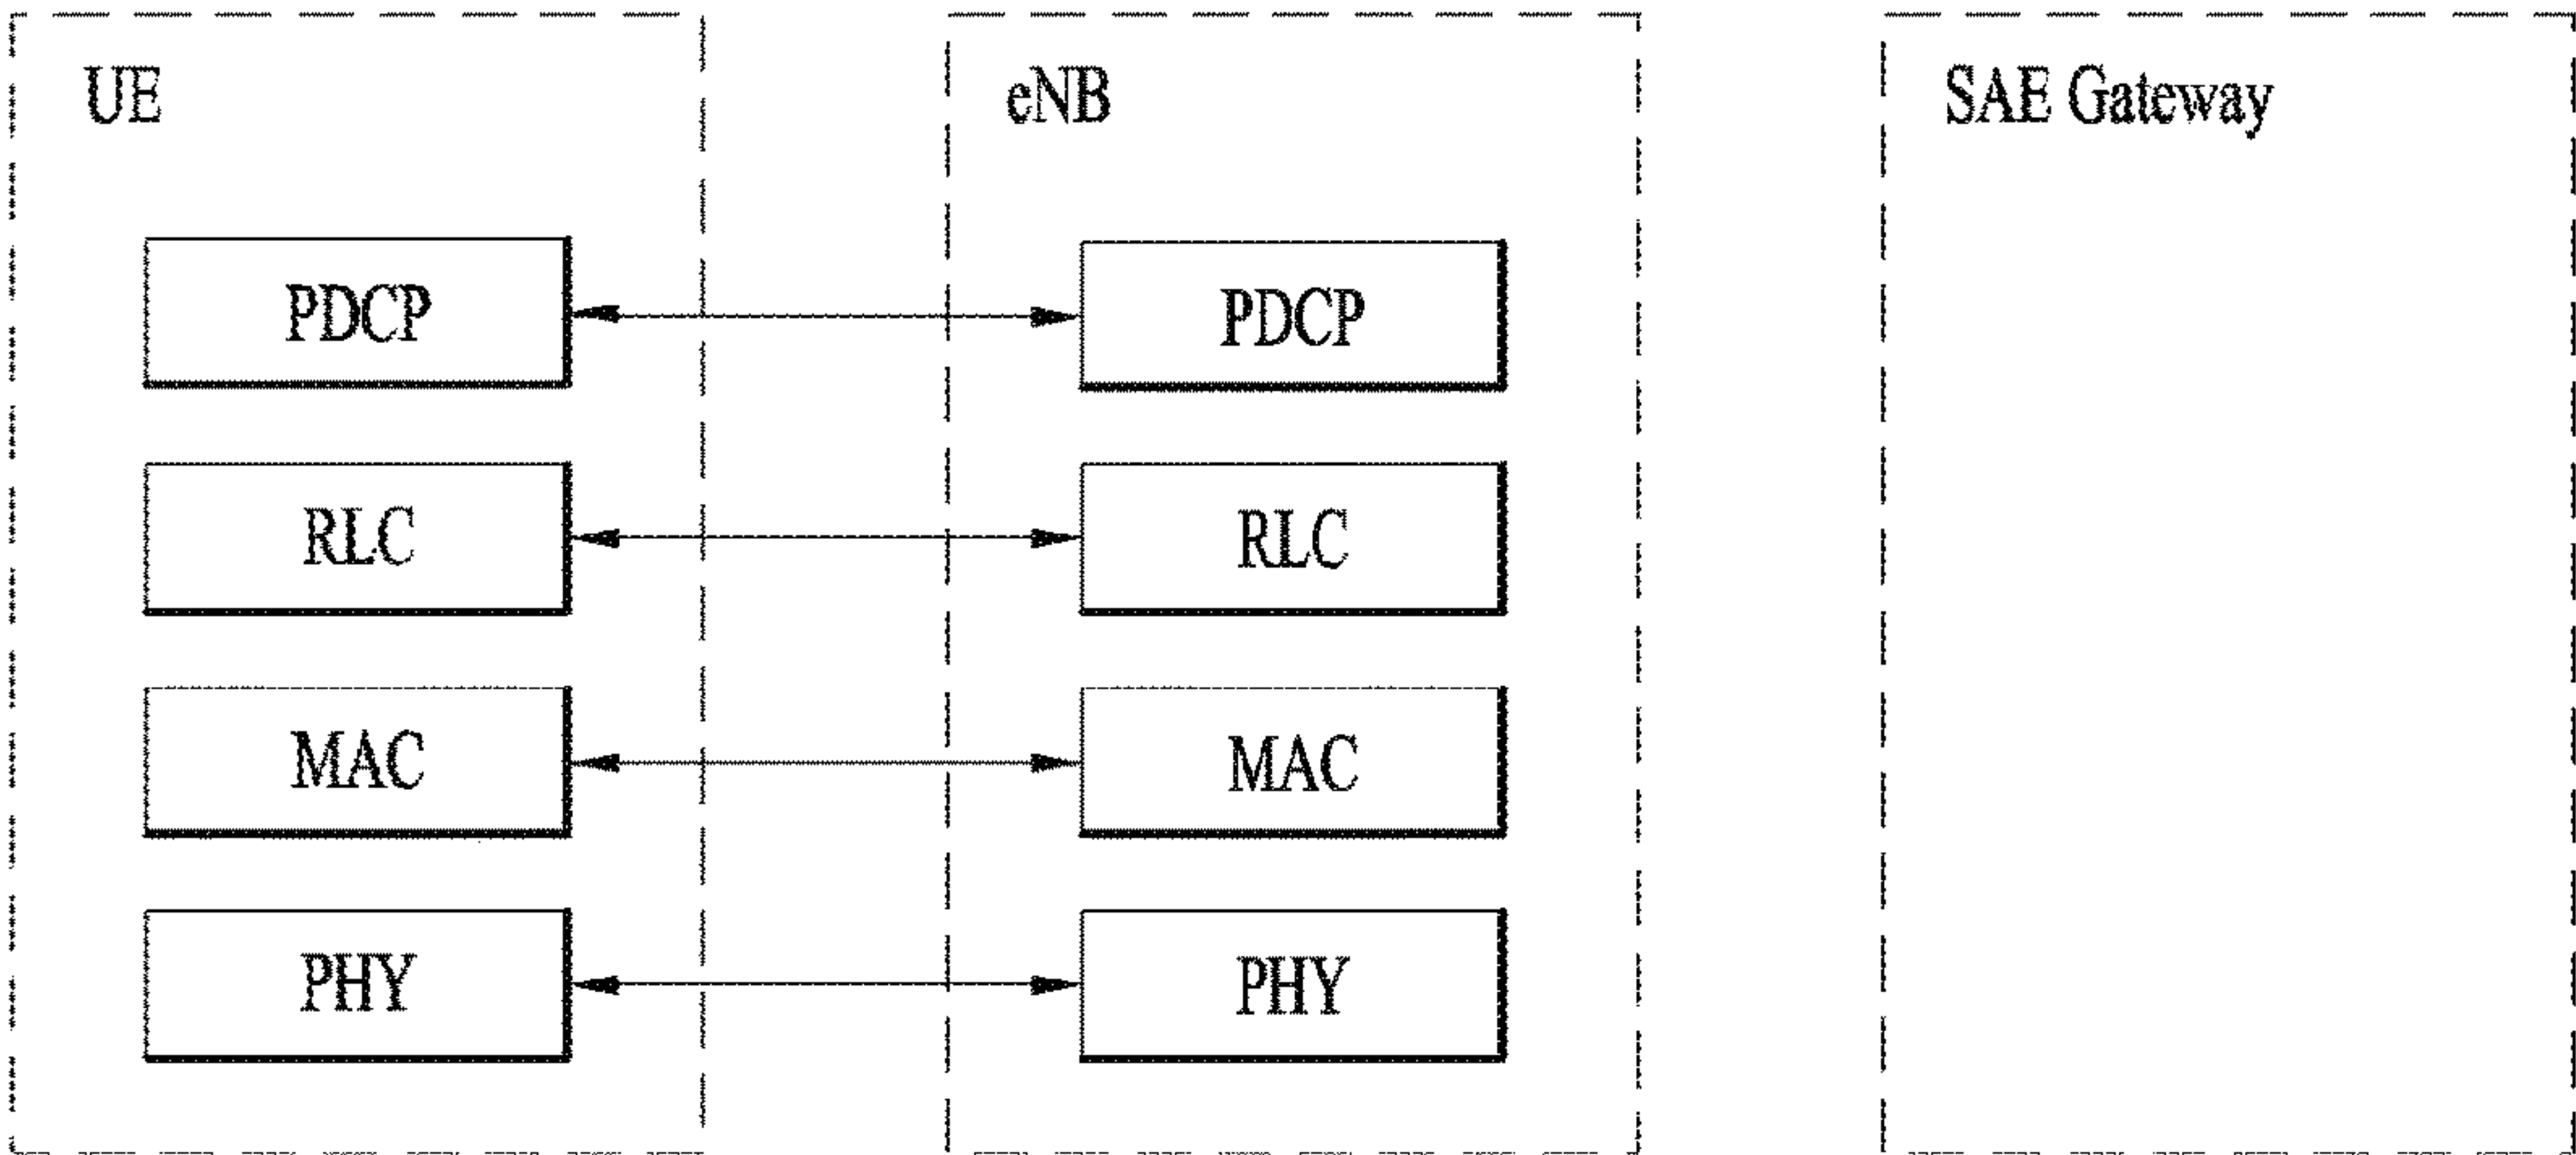 UE eNB SAE Gateway
PDCP PDCP
RLC RLC
MAC MAC
PHY PHY